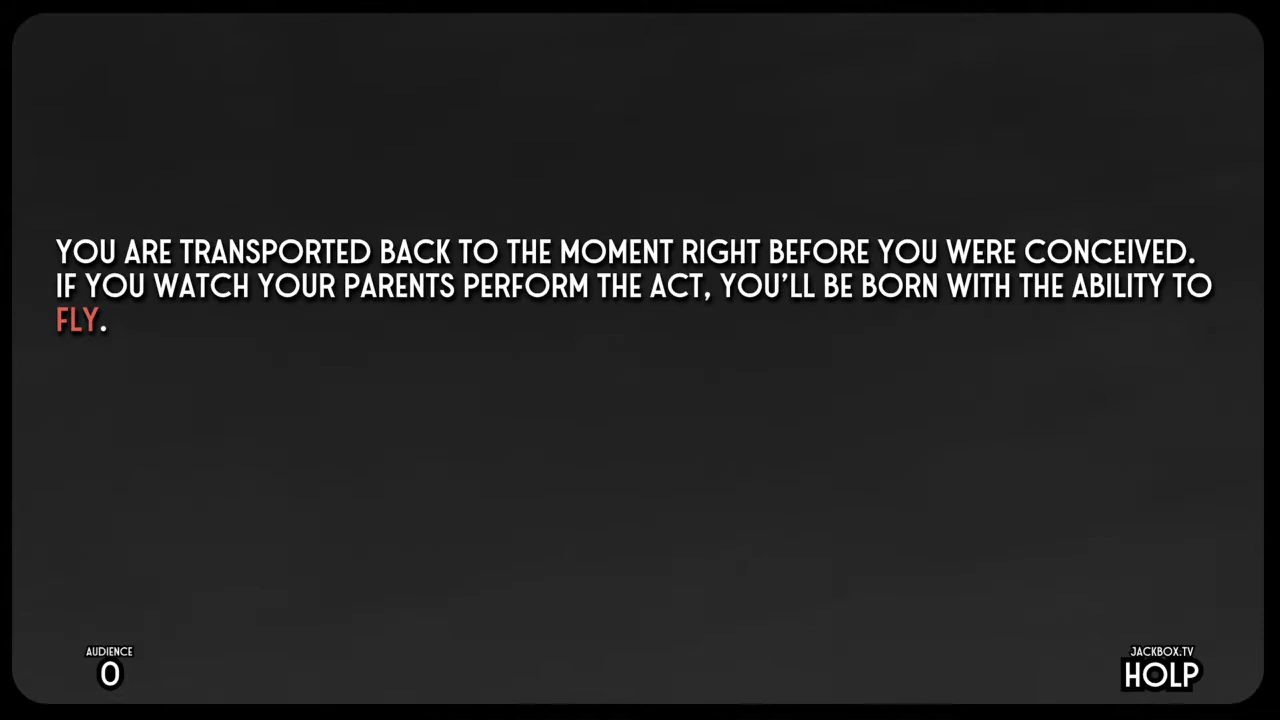 YOU ARE TRANSPORTED BACK TO THE MOMENT RIGHT BEFORE YOU WERE CONCEIVED.
IF YOU WATCH YOUR PARENTS PERFORM THE ACT, YOU'LL BE BORN WITH THE ABILITY TO
FLY.
AUDIENCE
0
JACKBOX.TV
HOLP